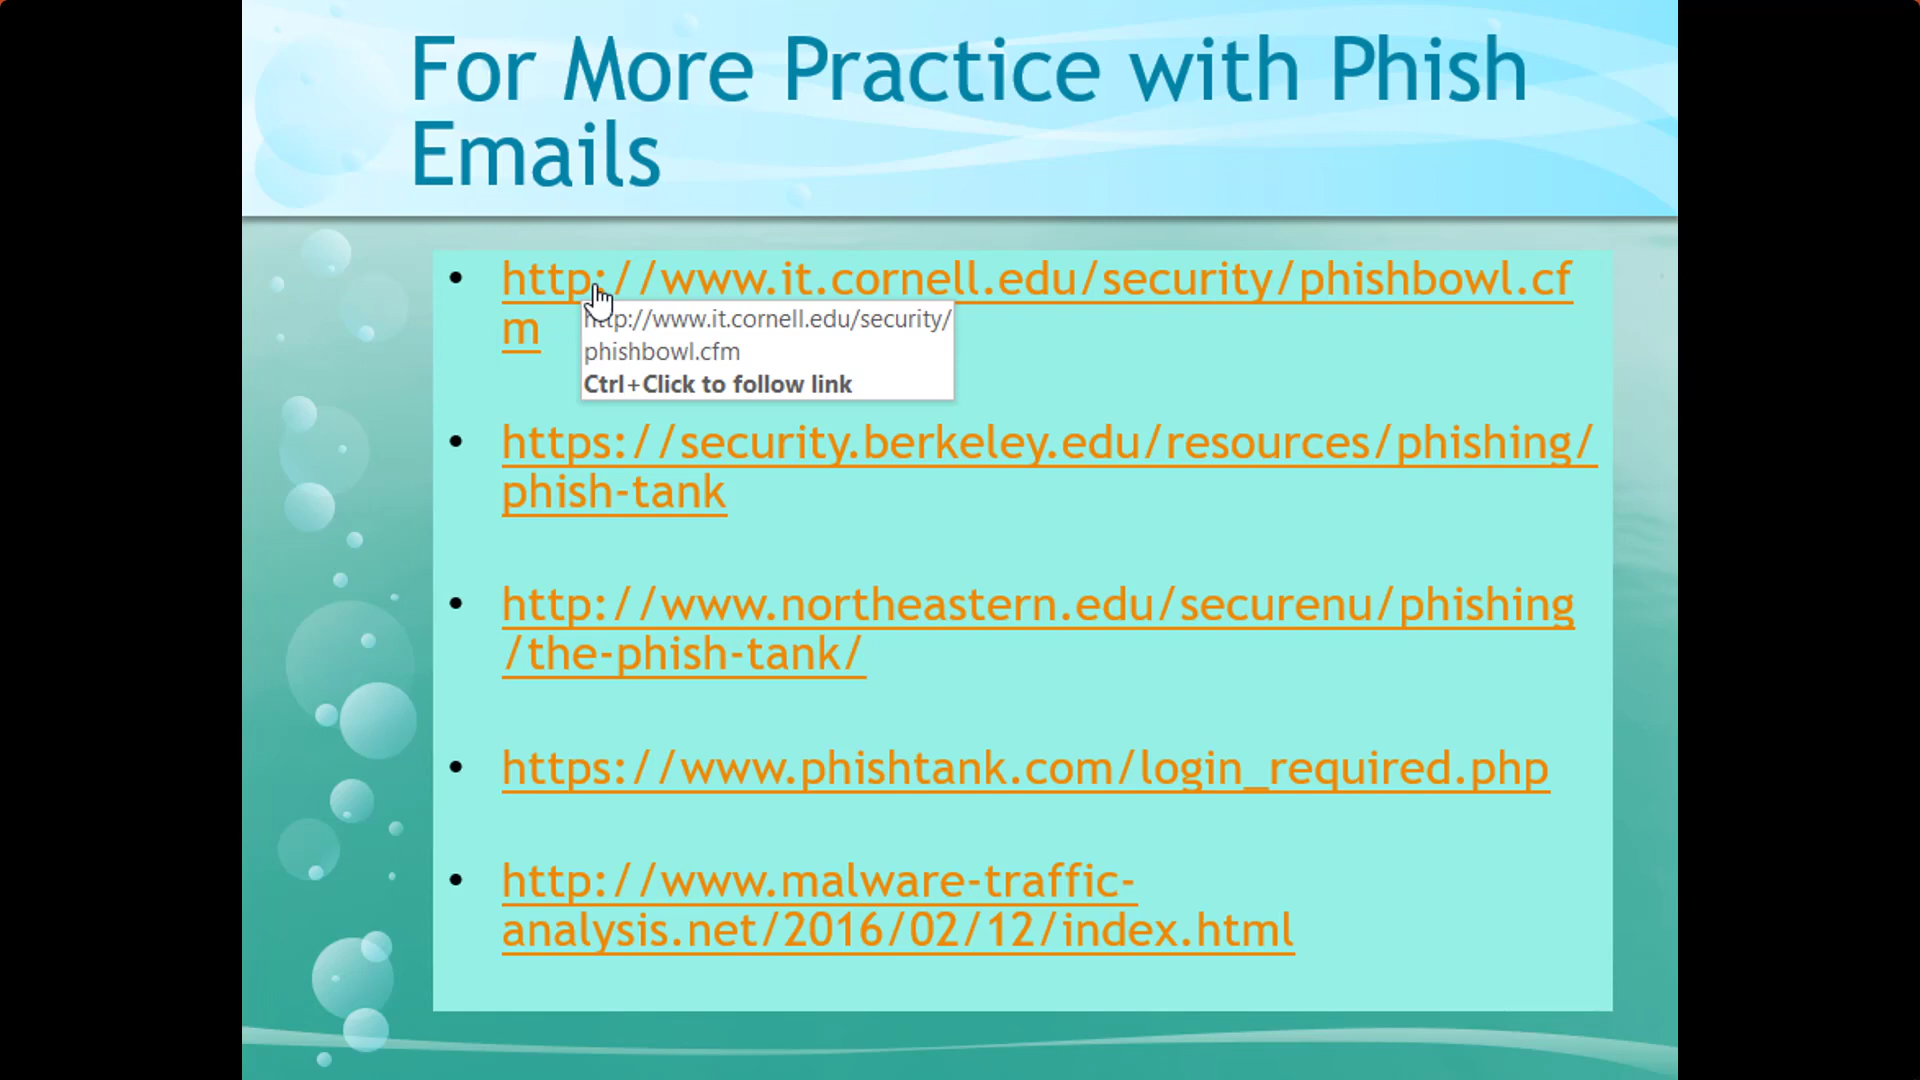 For More Practice with Phish
Emails
• http://www.it.cornell.edu/security/phishbowl.cf
m
http://www.it.cornell.edu/security/
phishbowl.cfm
Ctrl+Click to follow link
• https://security.berkeley.edu/resources/phishing/
phish-tank
• http://www.northeastern.edu/securenu/phishing
/the-phish-tank/
• https://www.phishtank.com/login_required.php
• http://www.malware-traffic-
analysis.net/2016/02/12/index.html